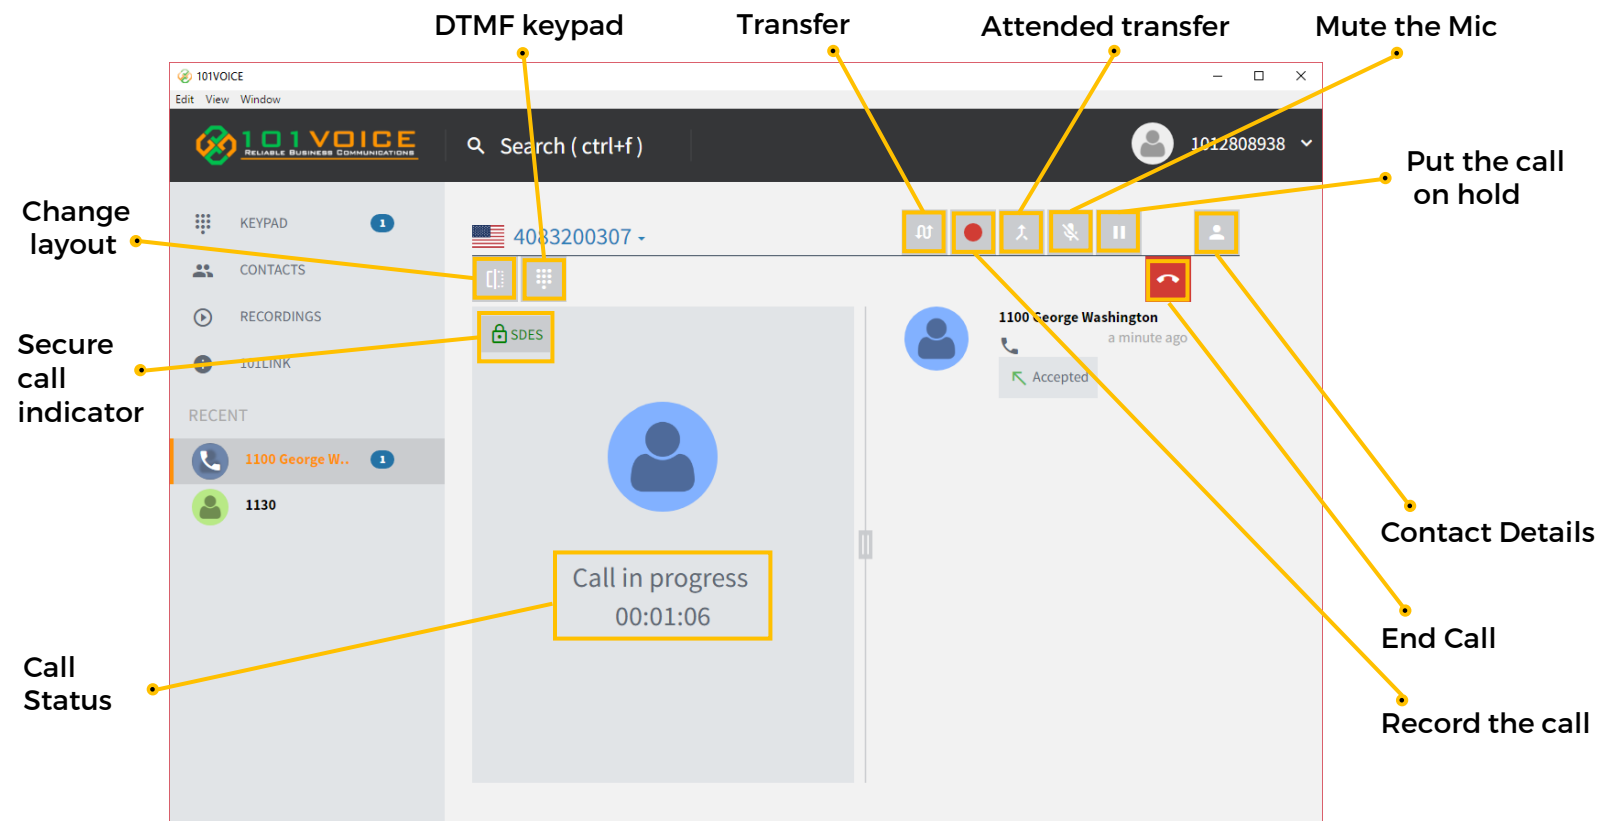 DTMF keypad
Transfer
Attended transfer
Mute the Mic
101VOICE
Edit View Window
101VOICE
RELIABLE BUSINESS COMMUNICATIONS
Search ( ctrl+f )
1012808938
Put the call
on hold
Change
layout
KEYPAD 1
4083200307
CONTACTS
RECORDINGS
101LINK
Secure
call
indicator
SDES
1100 George Washington
a minute ago
Accepted
RECENT
1100 George W.. 1
1130
Call in progress
00:01:06
Contact Details
End Call
Call
Status
Record the call